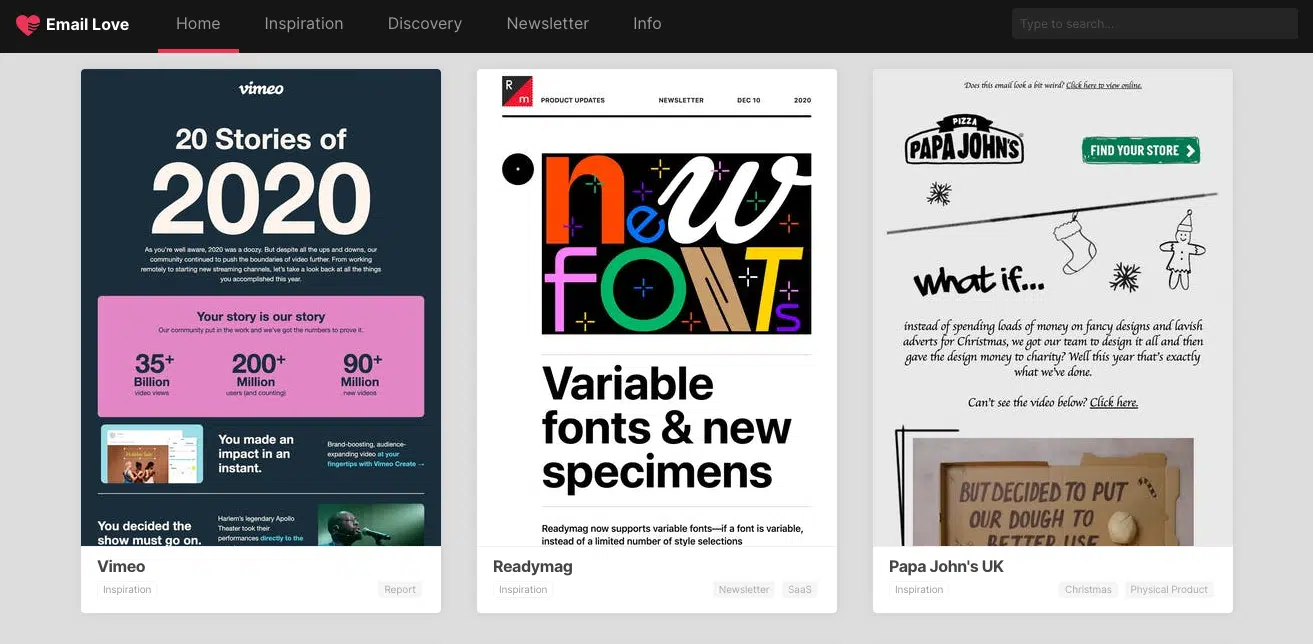 Email Love
Home
Inspiration
Discovery
Newsletter
Info
Type to search...
vimeo
20 Stories of
2020
As you're well aware, 2020 was a doozy. But despite all the ups and downs, our
community continued to push the boundaries of video further. From working
remotely to starting new streaming channels, let's take a look back at all the things
you accomplished this year.
Your story is our story
Our community put in the work and we've got the numbers to prove it.
35+
Billion
video views
200+
Million
users (and counting)
90+
Million
new videos
You made an
impact in an
instant.
Brand-boosting, audience-
expanding video at your
fingertips with Vimeo Create →
You decided the
show must go on.
Harlem's legendary Apollo
Theater took their
performances directly to the
Vimeo
Inspiration
Report
R
m
PRODUCT UPDATES
NEWSLETTER
DEC 10
2020
new
fONTs
Variable
fonts & new
specimens
Readymag now supports variable fonts—if a font is variable,
instead of a limited number of style selections
Readymag
Inspiration
Newsletter
SaaS
Does this email look a bit weird? Click here to view online.
PIZZA
PAPA JOHN'S
FIND YOUR STORE
what if...
instead of spending loads of money on fancy designs and lavish
adverts for Christmas, we got our team to design it all and then
gave the design money to charity? Well this year that's exactly
what we've done.
Can't see the video below? Click here.
BUT DECIDED TO PUT
OUR DOUGH TO
BETTER USE
Papa John's UK
Inspiration
Christmas
Physical Product